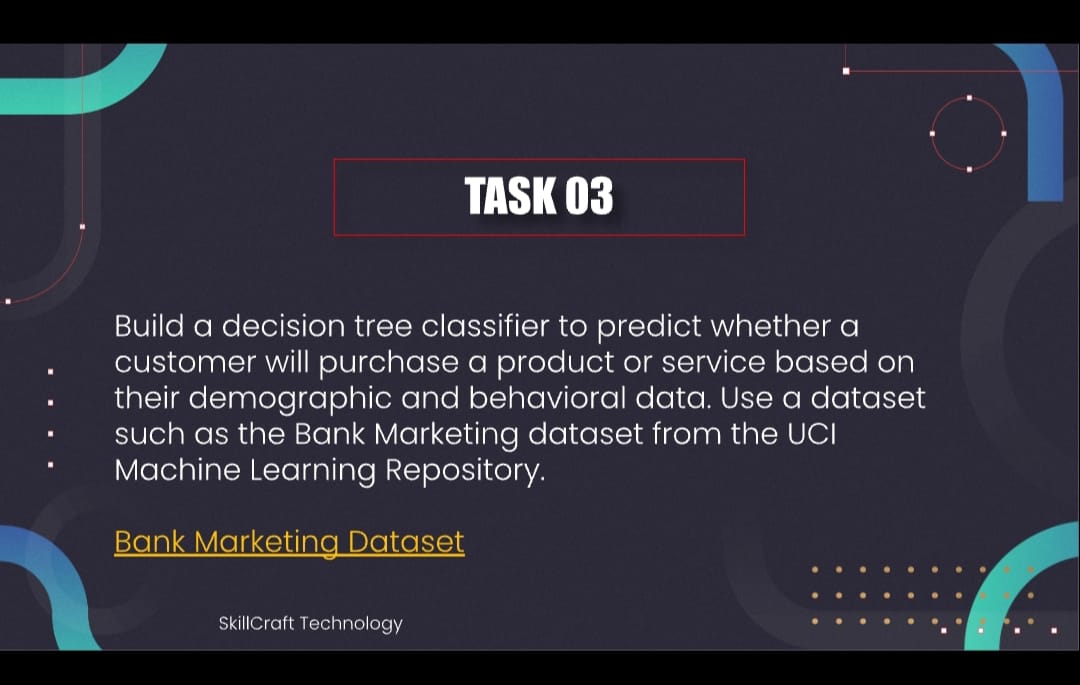 TASK 03
Build a decision tree classifier to predict whether a
customer will purchase a product or service based on
their demographic and behavioral data. Use a dataset
such as the Bank Marketing dataset from the UCI
Machine Learning Repository.
Bank Marketing Dataset
SkillCraft Technology